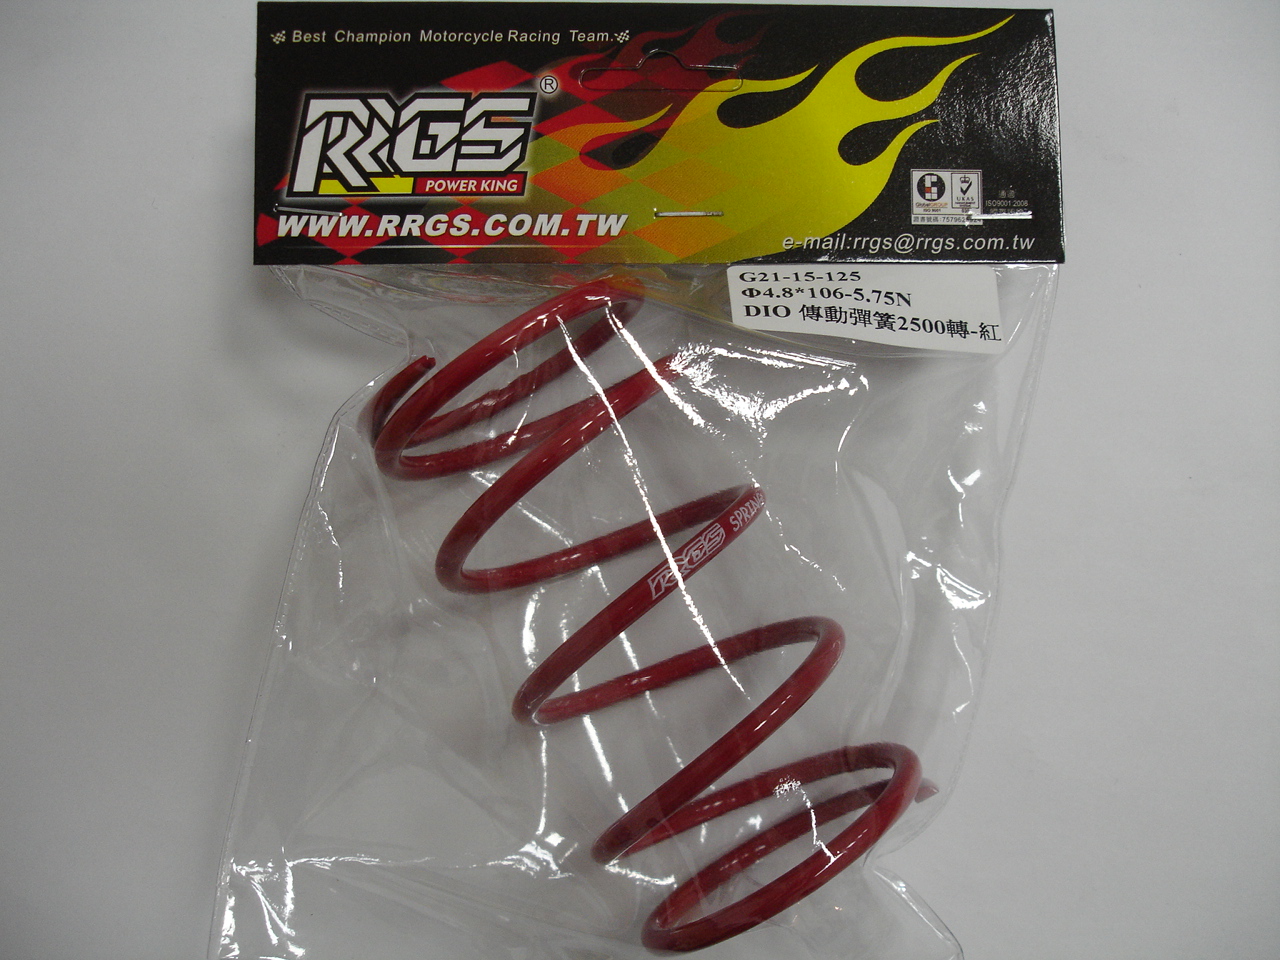 Best Champion Motorcycle Racing Team.
RRGS ®
POWER KING
WWW.RRGS.COM.TW
UKAS
ISO9001:2008
e-mail:rrgs@rrgs.com.tw
G21-15-125
Φ4.8*106-5.75N
DIO 傳動彈簧2500轉-紅
RRGS SPRING